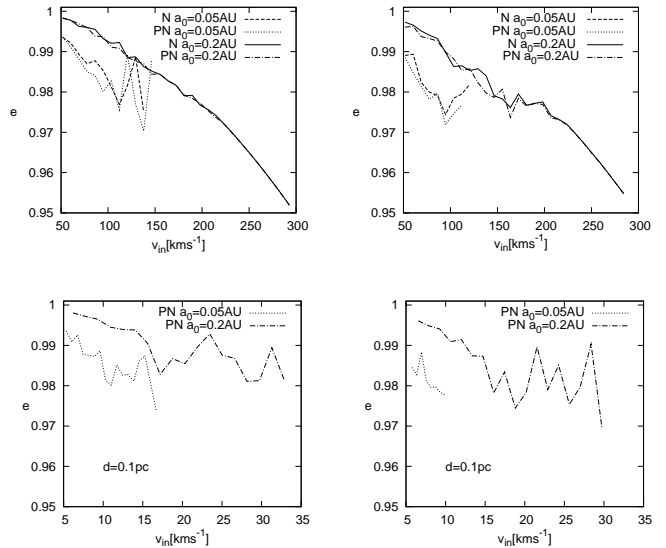 N a0=0.05AU
PN a0=0.05AU
N a0=0.2AU
PN a0=0.2AU
1
0.99
0.98
0.97
0.96
0.95
e
50 100 150 200 250 300
vin[kms-1]
N a0=0.05AU
PN a0=0.05AU
N a0=0.2AU
PN a0=0.2AU
1
0.99
0.98
0.97
0.96
0.95
e
50 100 150 200 250 300
vin[kms-1]
PN a0=0.05AU
PN a0=0.2AU
1
0.99
0.98
0.97
0.96
0.95
e
d=0.1pc
5 10 15 20 25 30 35
vin[kms-1]
PN a0=0.05AU
PN a0=0.2AU
1
0.99
0.98
0.97
0.96
0.95
e
d=0.1pc
5 10 15 20 25 30 35
vin[kms-1]